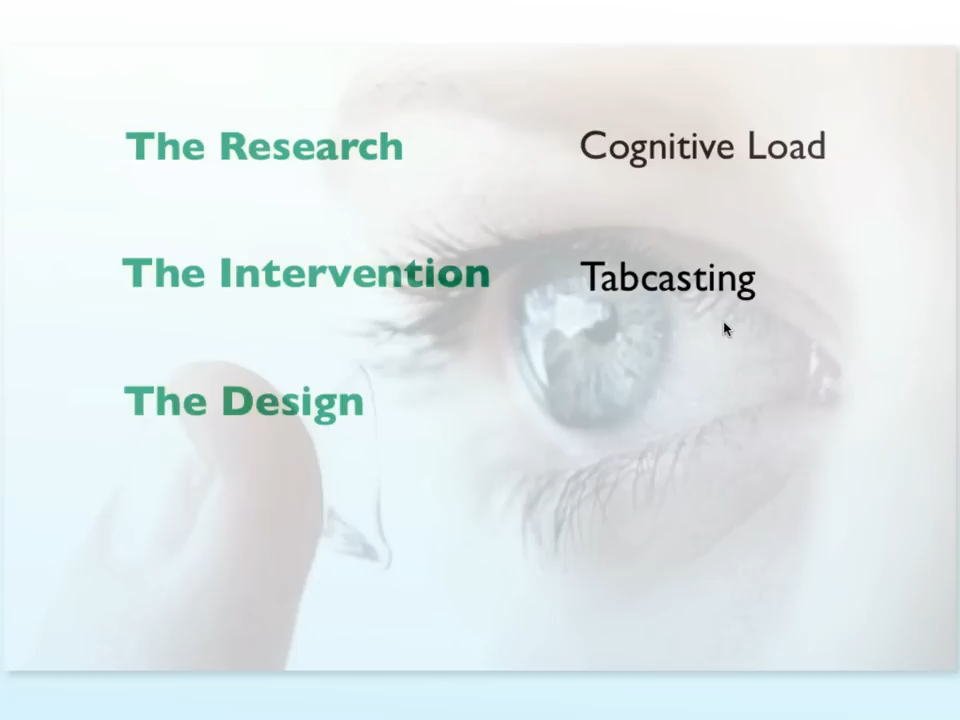 The Research
Cognitive Load
The Intervention
Tabcasting
The Design